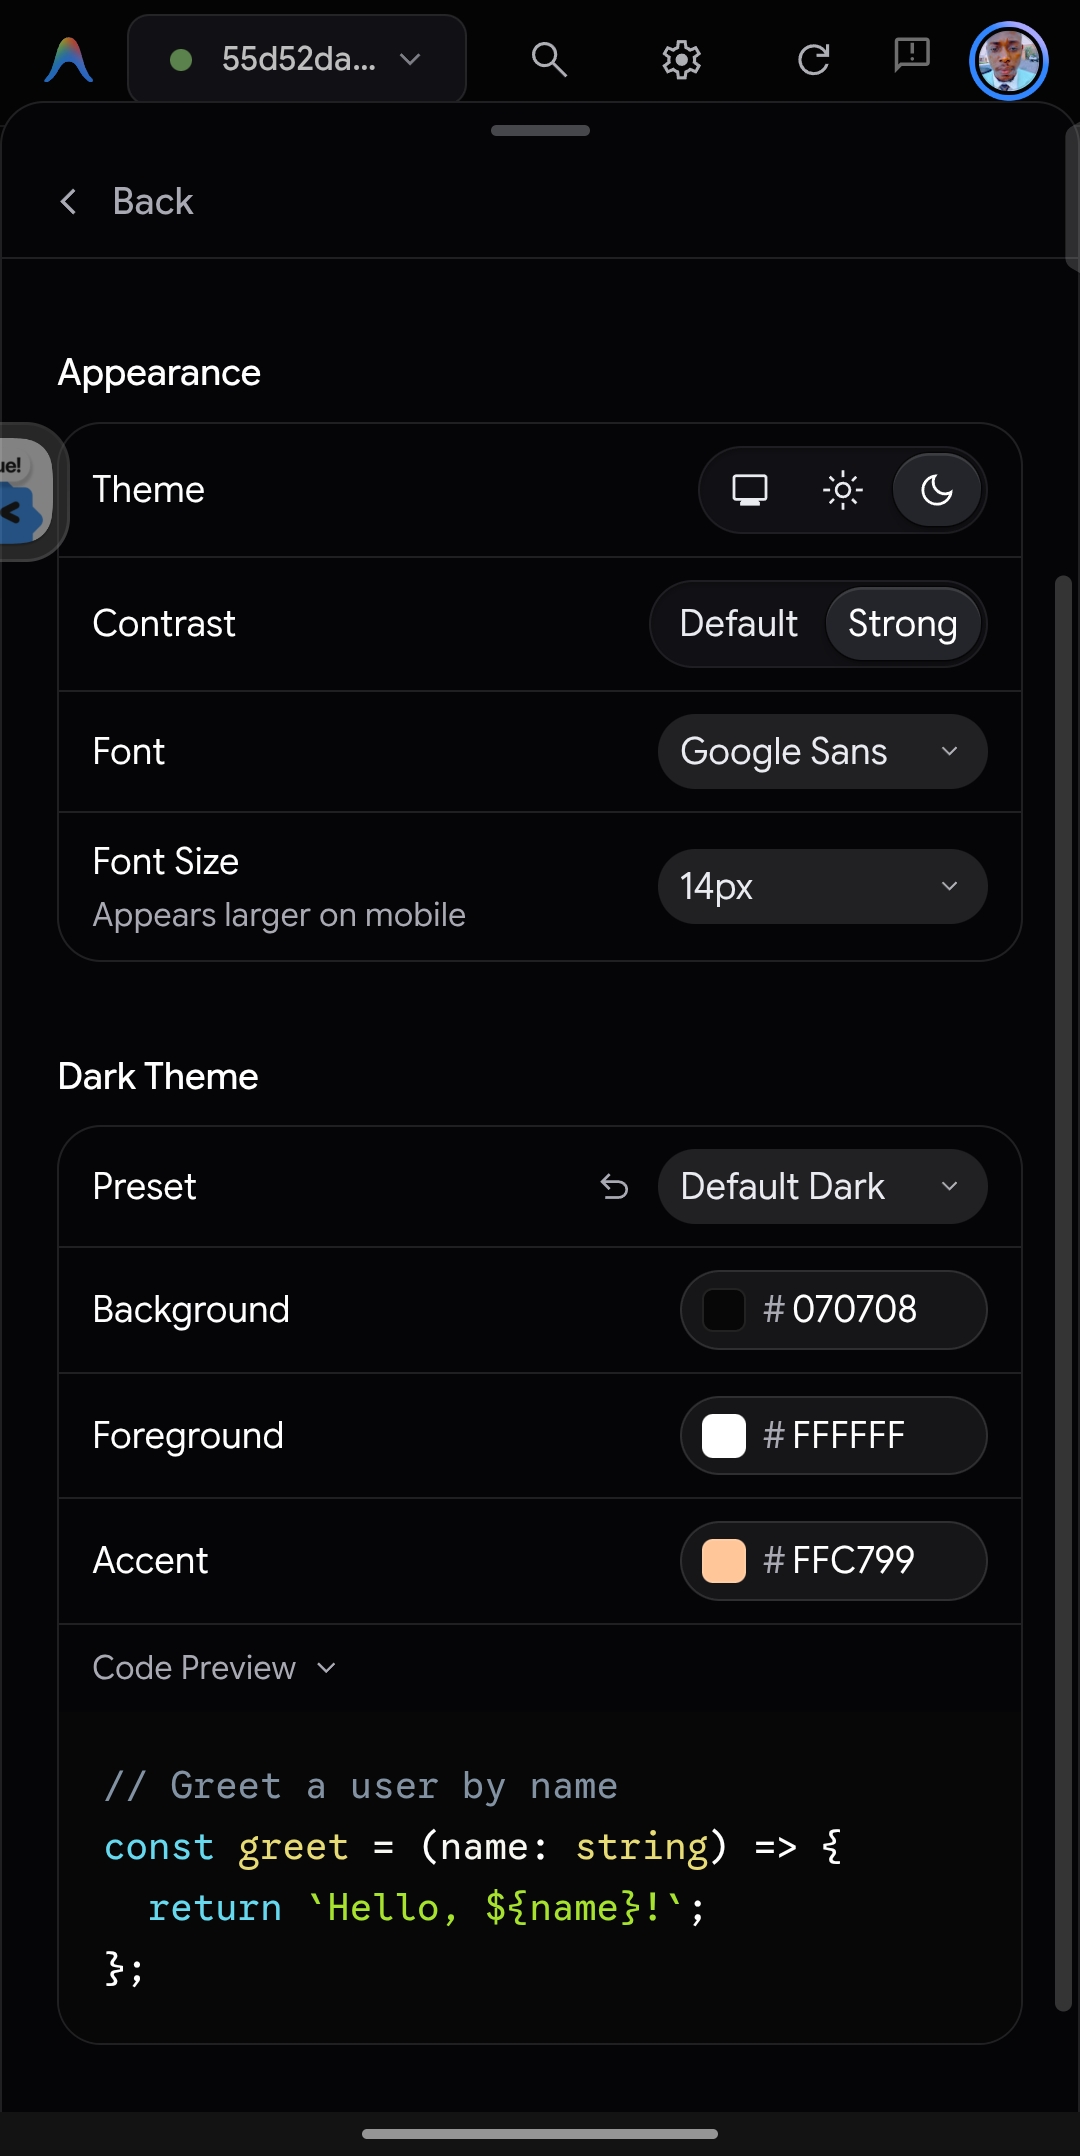 55d52da...
Back
Appearance
ue!
Theme
Contrast
Default
Strong
Font
Google Sans
Font Size
Appears larger on mobile
14px
Dark Theme
Preset
Default Dark
Background
# 070708
Foreground
# FFFFFF
Accent
# FFC799
Code Preview
// Greet a user by name
const greet = (name: string) => {
  return `Hello, ${name}!`;
};